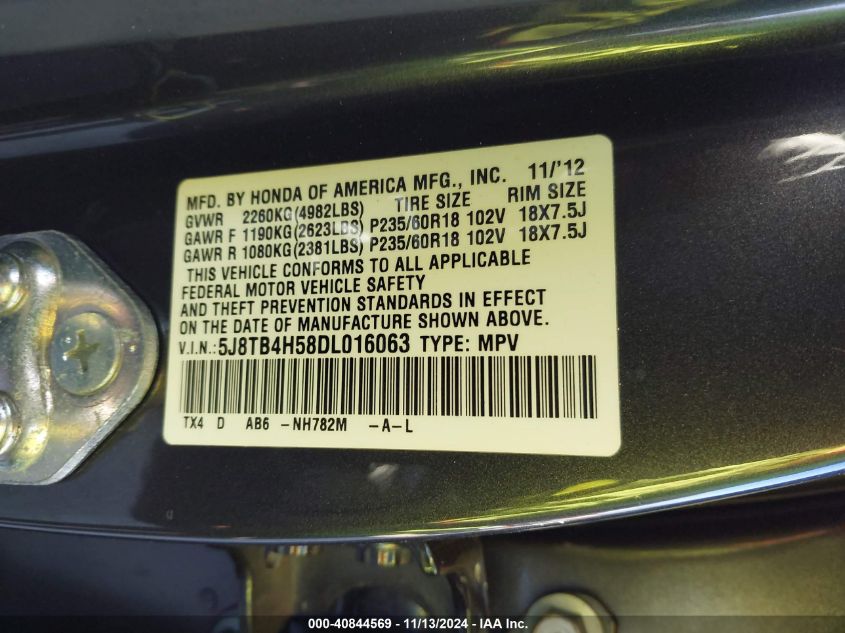 MFD. BY HONDA OF AMERICA MFG., INC. 11/'12
GVWR 2260KG(4982LBS) TIRE SIZE RIM SIZE
GAWR F 1190KG(2623LBS) P235/60R18 102V 18X7.5J
GAWR R 1080KG(2381LBS) P235/60R18 102V 18X7.5J
THIS VEHICLE CONFORMS TO ALL APPLICABLE
FEDERAL MOTOR VEHICLE SAFETY
AND THEFT PREVENTION STANDARDS IN EFFECT
ON THE DATE OF MANUFACTURE SHOWN ABOVE.
V.I.N.:5J8TB4H58DL016063 TYPE: MPV
TX4 D AB6 -NH782M -A-L
000-40844569 - 11/13/2024 - IAA, Inc.